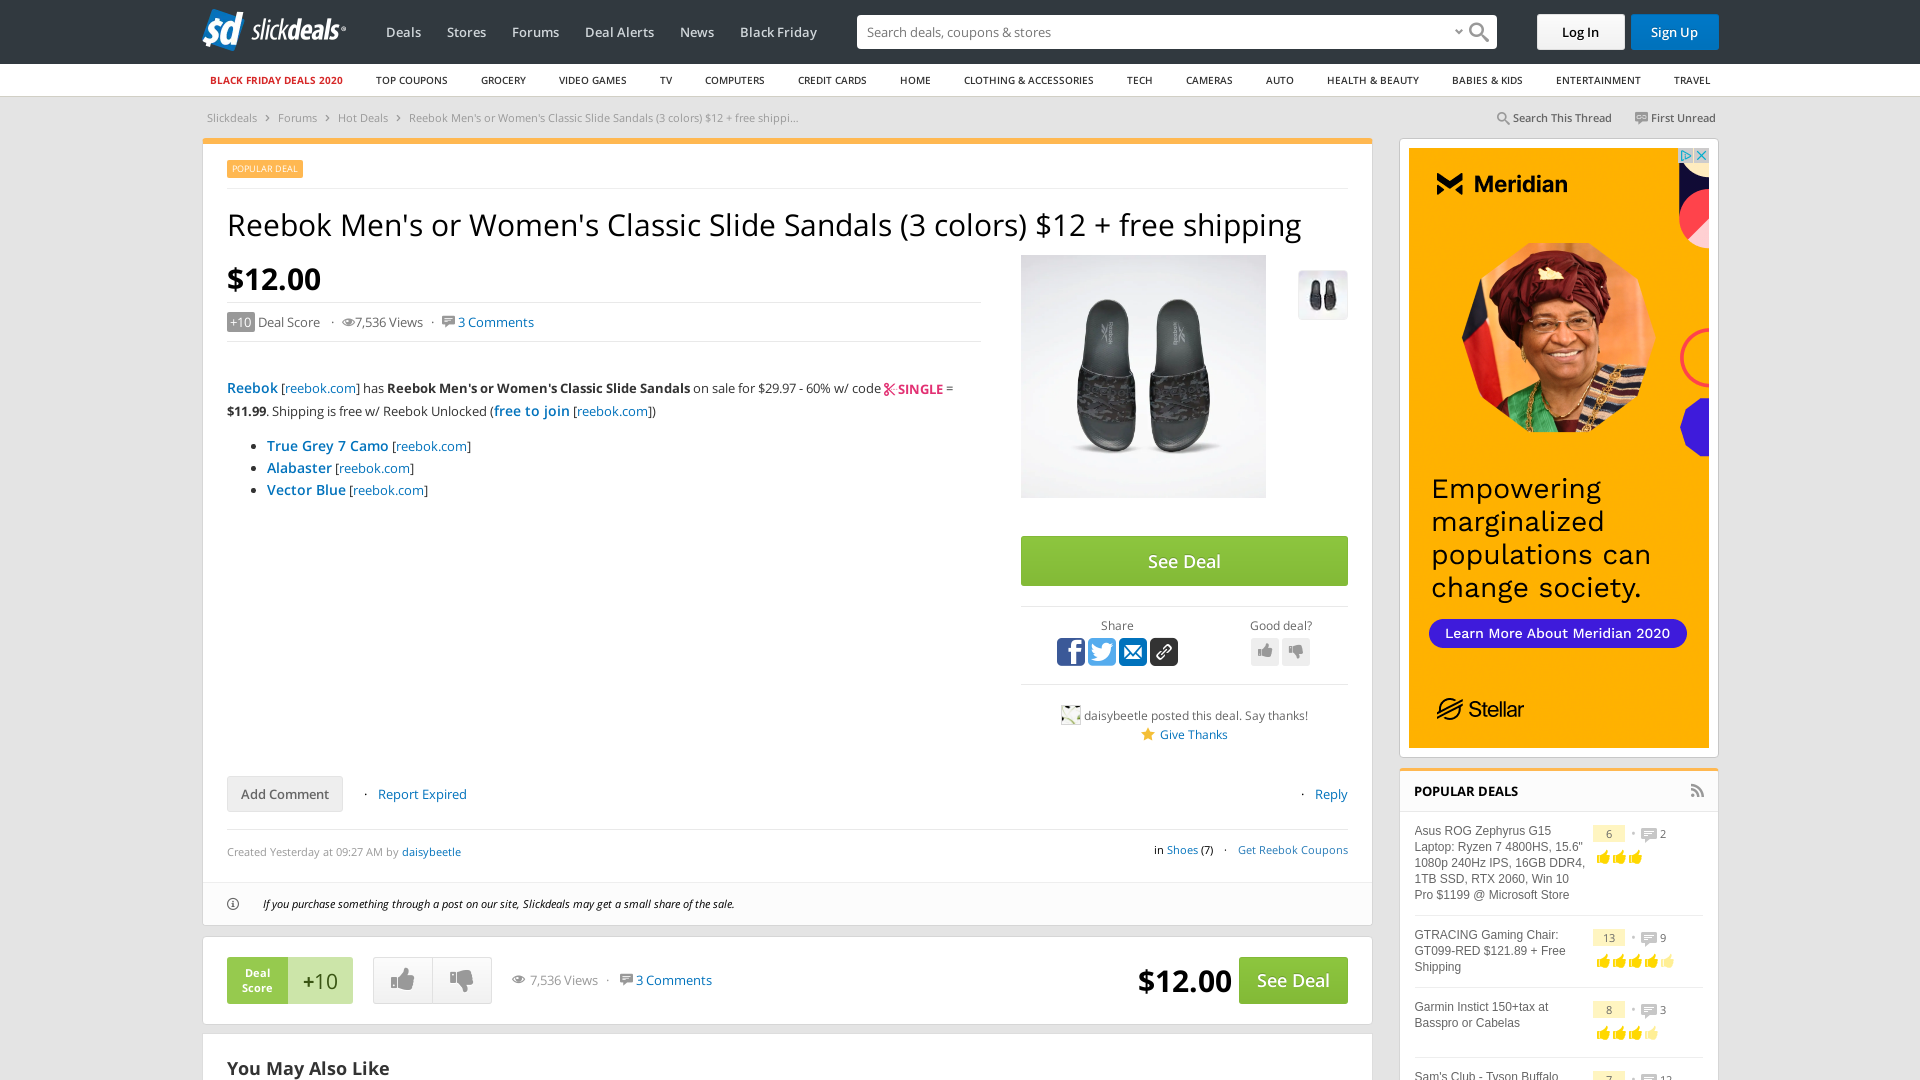 slickdeals
Deals
Stores
Forums
Deal Alerts
News
Black Friday
Search deals, coupons & stores
Log In
Sign Up
BLACK FRIDAY DEALS 2020
TOP COUPONS
GROCERY
VIDEO GAMES
TV
COMPUTERS
CREDIT CARDS
HOME
CLOTHING & ACCESSORIES
TECH
CAMERAS
AUTO
HEALTH & BEAUTY
BABIES & KIDS
ENTERTAINMENT
TRAVEL
Slickdeals > Forums > Hot Deals > Reebok Men's or Women's Classic Slide Sandals (3 colors) $12 + free shippi...
Search This Thread
First Unread
POPULAR DEAL
Reebok Men's or Women's Classic Slide Sandals (3 colors) $12 + free shipping
$12.00
+10 Deal Score · 7,536 Views · 3 Comments
Reebok [reebok.com] has Reebok Men's or Women's Classic Slide Sandals on sale for $29.97 - 60% w/ code SINGLE =
$11.99. Shipping is free w/ Reebok Unlocked (free to join [reebok.com])
• True Grey 7 Camo [reebok.com]
• Alabaster [reebok.com]
• Vector Blue [reebok.com]
See Deal
Share
Good deal?
daisybeetle posted this deal. Say thanks!
Give Thanks
Add Comment · Report Expired
· Reply
Created Yesterday at 09:27 AM by daisybeetle
in Shoes (7) · Get Reebok Coupons
If you purchase something through a post on our site, Slickdeals may get a small share of the sale.
Deal
Score
+10
7,536 Views · 3 Comments
$12.00
See Deal
You May Also Like
Meridian
Empowering
marginalized
populations can
change society.
Learn More About Meridian 2020
Stellar
POPULAR DEALS
Asus ROG Zephyrus G15
Laptop: Ryzen 7 4800HS, 15.6"
1080p 240Hz IPS, 16GB DDR4,
1TB SSD, RTX 2060, Win 10
Pro $1199 @ Microsoft Store
6 • 2
GTRACING Gaming Chair:
GT099-RED $121.89 + Free
Shipping
13 • 9
Garmin Instict 150+tax at
Basspro or Cabelas
8 • 3
Sam's Club - Tyson Buffalo
7 • 12